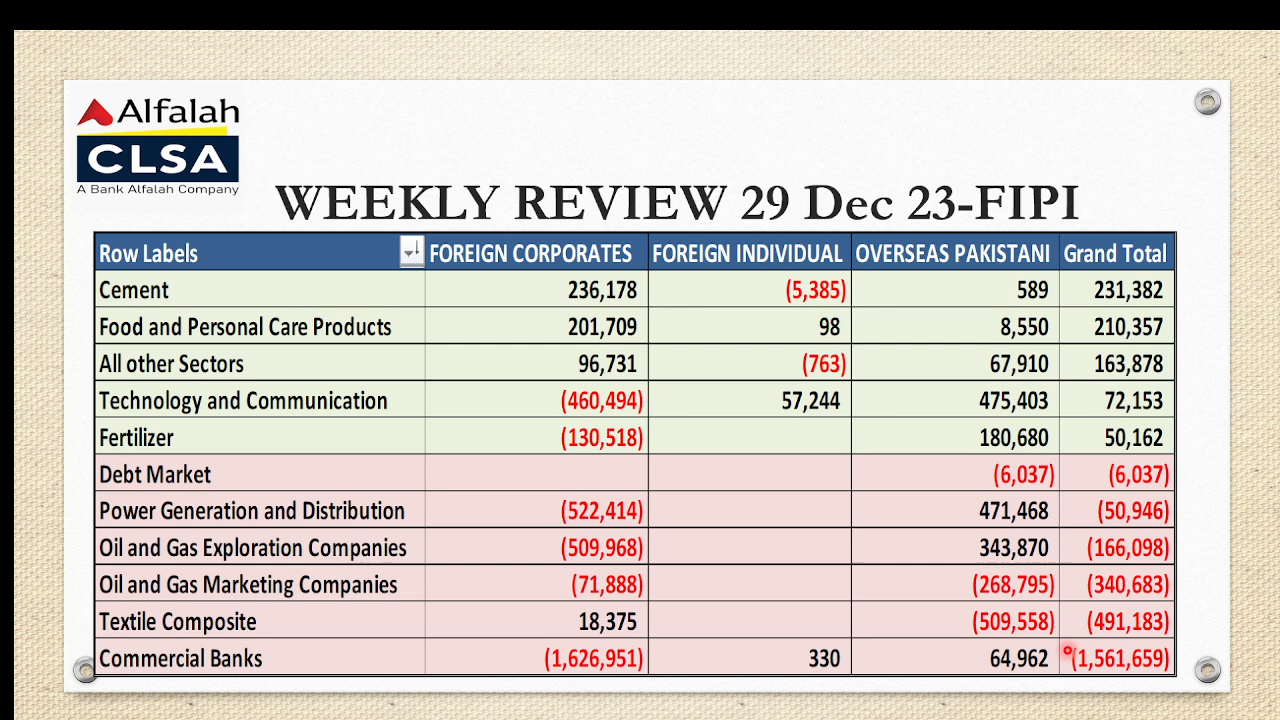 Alfalah
CLSA
A Bank Alfalah Company
WEEKLY REVIEW 29 Dec 23-FIPI
Row Labels FOREIGN CORPORATES FOREIGN INDIVIDUAL OVERSEAS PAKISTANI Grand Total
Cement 236,178 (5,385) 589 231,382
Food and Personal Care Products 201,709 98 8,550 210,357
All other Sectors 96,731 (763) 67,910 163,878
Technology and Communication (460,494) 57,244 475,403 72,153
Fertilizer (130,518) 180,680 50,162
Debt Market (6,037) (6,037)
Power Generation and Distribution (522,414) 471,468 (50,946)
Oil and Gas Exploration Companies (509,968) 343,870 (166,098)
Oil and Gas Marketing Companies (71,888) (268,795) (340,683)
Textile Composite 18,375 (509,558) (491,183)
Commercial Banks (1,626,951) 330 64,962 (1,561,659)